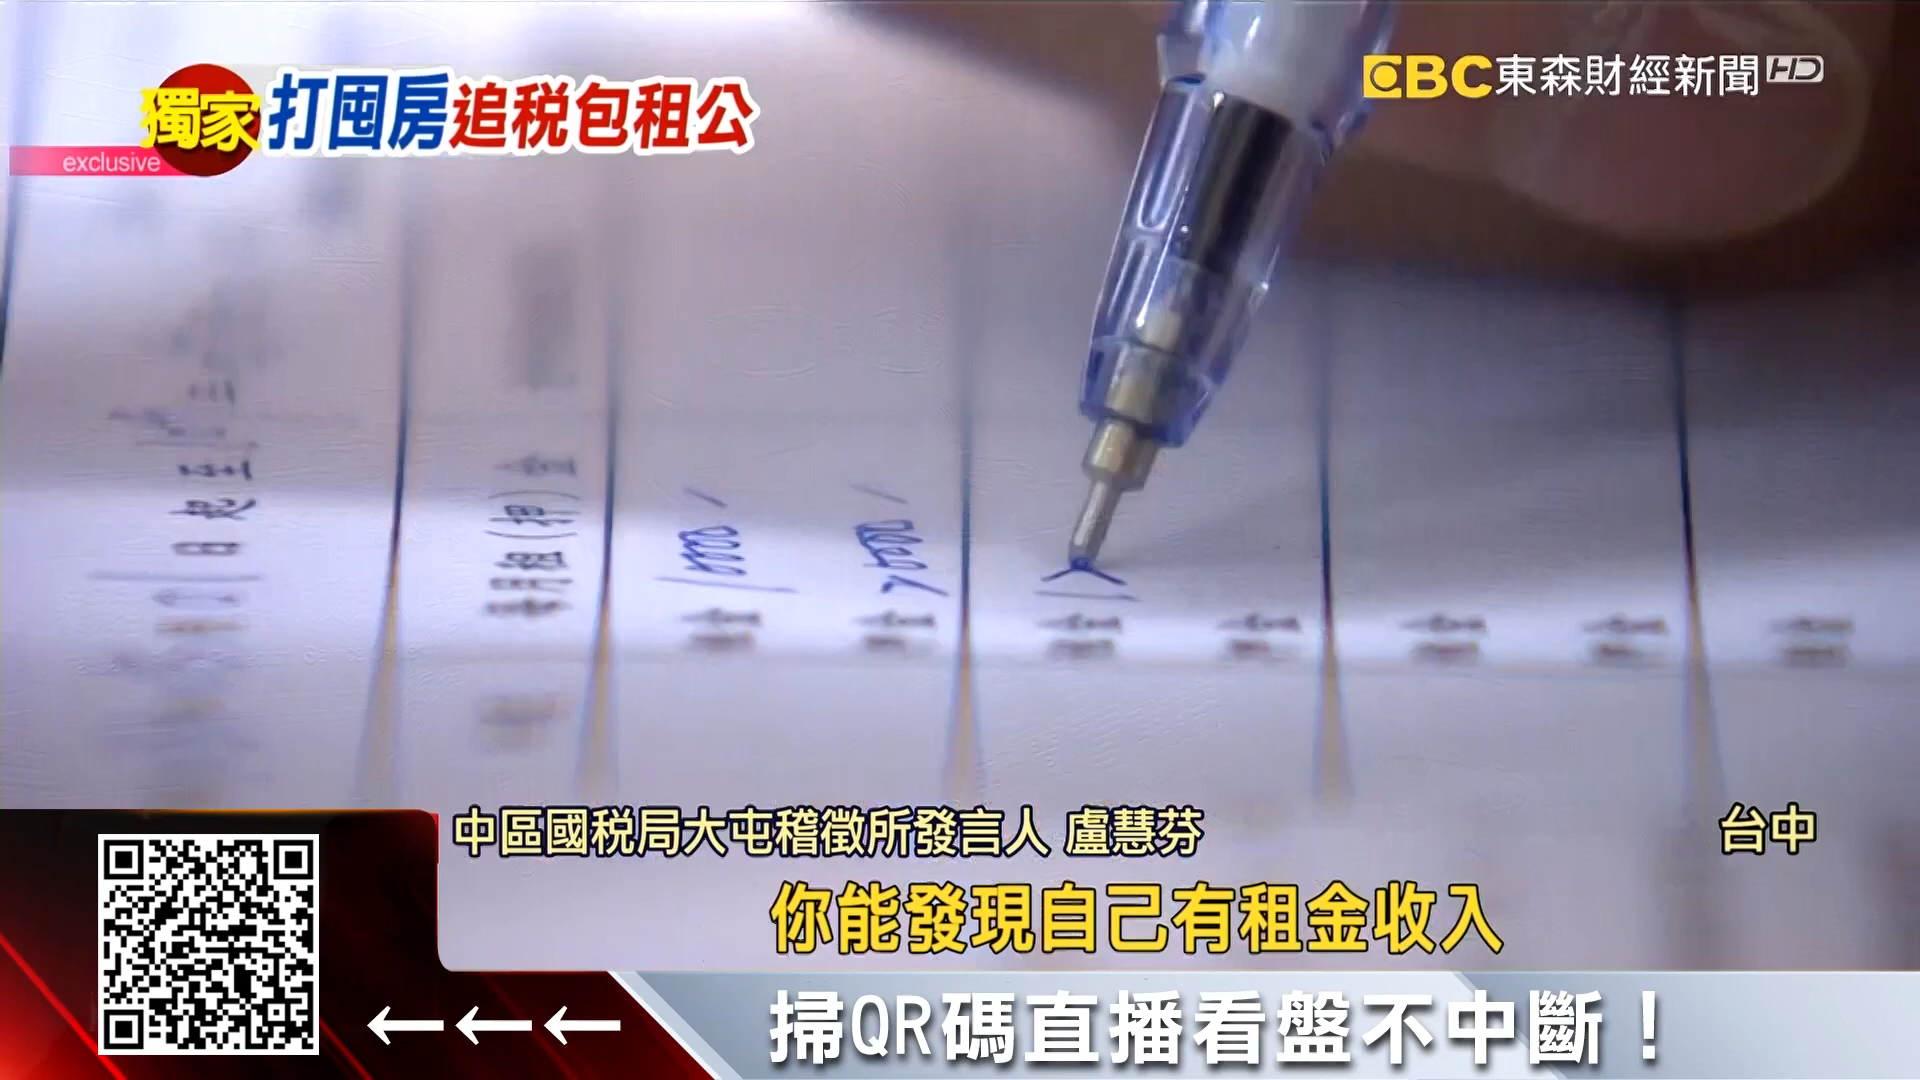 獨家 打囤房追稅包租公
exclusive
EBC東森財經新聞HD
中區國稅局大屯稽徵所發言人 盧慧芬
台中
你能發現自己有租金收入
←←← 掃QR碼直播看盤不中斷！